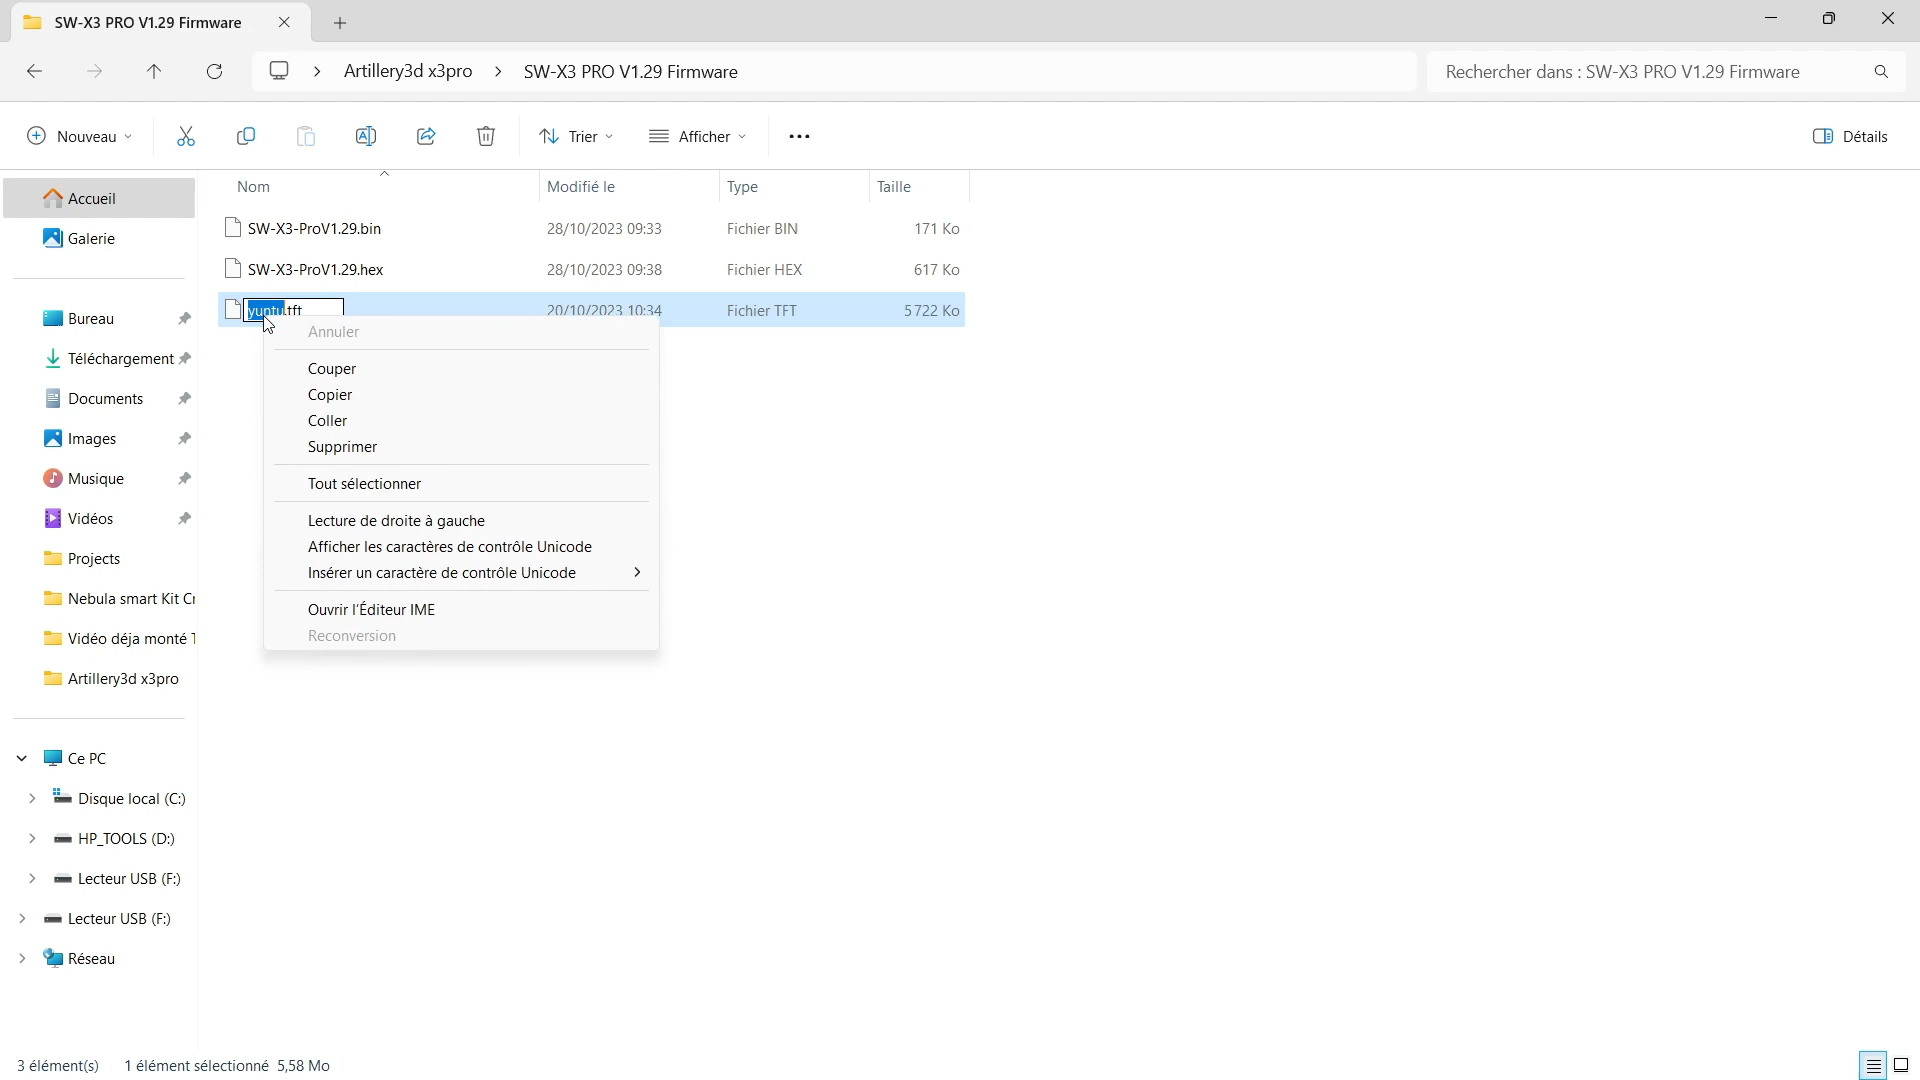 SW-X3 PRO V1.29 Firmware
Artillery3d x3pro
SW-X3 PRO V1.29 Firmware
Rechercher dans : SW-X3 PRO V1.29 Firmware
Nouveau
Trier
Afficher
Détails
Nom
Modifié le
Type
Taille
SW-X3-ProV1.29.bin
28/10/2023 09:33
Fichier BIN
171 Ko
SW-X3-ProV1.29.hex
28/10/2023 09:38
Fichier HEX
617 Ko
yuntu.tft
20/10/2023 10:34
Fichier TFT
5 722 Ko
Annuler
Couper
Copier
Coller
Supprimer
Tout sélectionner
Lecture de droite à gauche
Afficher les caractères de contrôle Unicode
Insérer un caractère de contrôle Unicode
Ouvrir l'Éditeur IME
Reconversion
Accueil
Galerie
Bureau
Téléchargement
Documents
Images
Musique
Vidéos
Projects
Nebula smart Kit Cr
Vidéo déja monté T
Artillery3d x3pro
Ce PC
Disque local (C:)
HP_TOOLS (D:)
Lecteur USB (F:)
Lecteur USB (F:)
Réseau
3 élément(s)
1 élément sélectionné 5,58 Mo